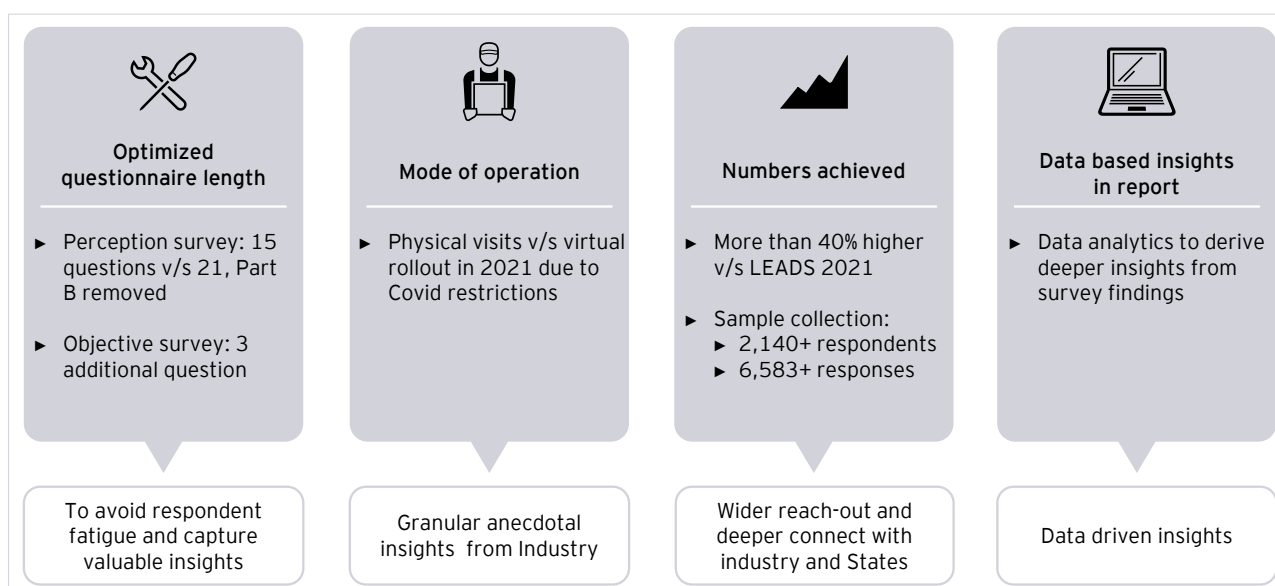 Optimized
questionnaire length
► Perception survey: 15
questions v/s 21, Part
B removed
► Objective survey: 3
additional question
To avoid respondent
fatigue and capture
valuable insights
Mode of operation
► Physical visits v/s virtual
rollout in 2021 due to
Covid restrictions
Granular anecdotal
insights from Industry
Numbers achieved
► More than 40% higher
v/s LEADS 2021
► Sample collection:
► 2,140+ respondents
► 6,583+ responses
Wider reach-out and
deeper connect with
industry and States
Data based insights
in report
► Data analytics to derive
deeper insights from
survey findings
Data driven insights